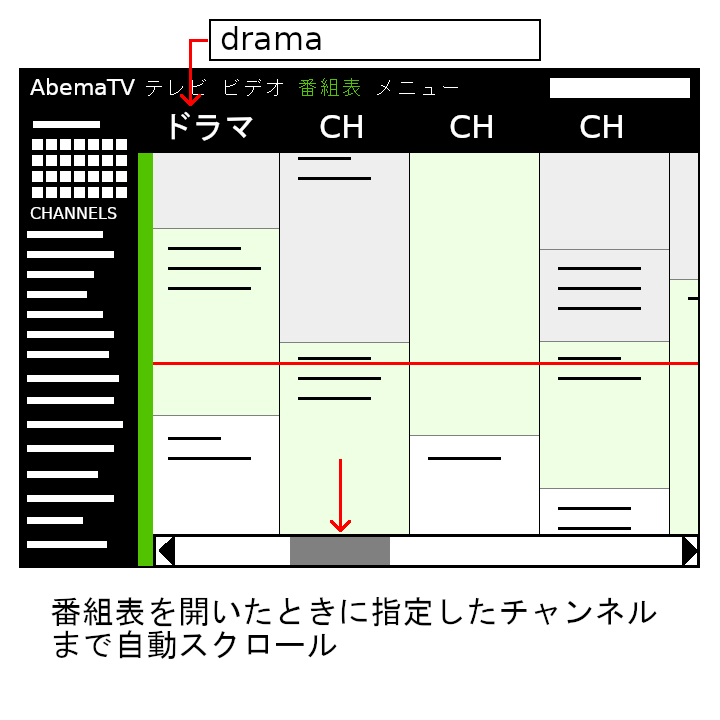 drama
AbemaTV テレビ ビデオ 番組表 メニュー
ドラマ CH CH CH
CHANNELS
番組表を開いたときに指定したチャンネル
まで自動スクロール